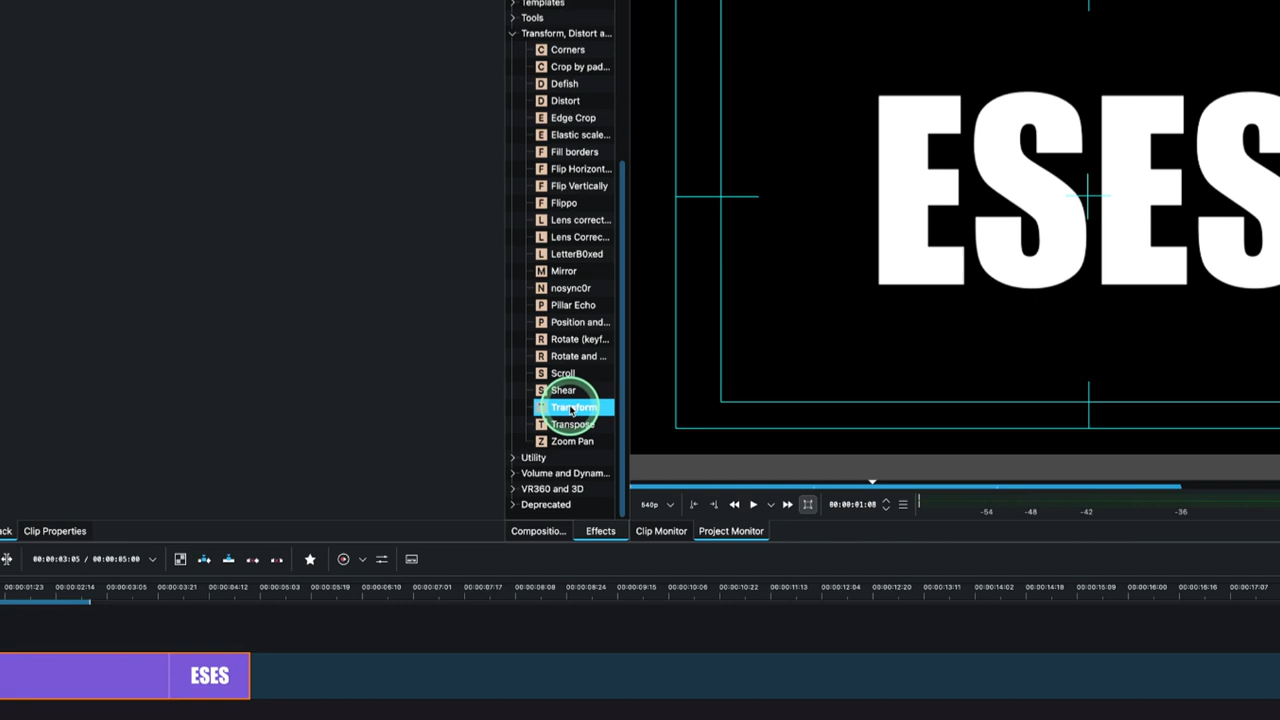 Templates
Tools
Transform, Distort a...
C Corners
C Crop by pad...
D Defish
D Distort
E Edge Crop
E Elastic scale...
F Fill borders
F Flip Horizont...
F Flip Vertically
F Flippo
L Lens correct...
L Lens Correc...
L LetterB0xed
M Mirror
N nosync0r
P Pillar Echo
P Position and...
R Rotate (keyf...
R Rotate and ...
S Scroll
S Shear
Transform
T Transpose
Z Zoom Pan
Utility
Volume and Dynam...
VR360 and 3D
Deprecated
ESES
540p
00:00:01:08
-54 -48 -42 -36
ack Clip Properties
Compositio... Effects Clip Monitor Project Monitor
00:00:03:05 / 00:00:05:00
00:00:01:23 00:00:02:14 00:00:03:05 00:00:03:21 00:00:04:12 00:00:05:03 00:00:05:19 00:00:06:10 00:00:07:01 00:00:07:17 00:00:08:08 00:00:08:24 00:00:09:15 00:00:10:06 00:00:10:22 00:00:11:13 00:00:12:04 00:00:12:20 00:00:13:11 00:00:14:02 00:00:14:18 00:00:15:09 00:00:16:00 00:00:16:16 00:00:17:07
ESES